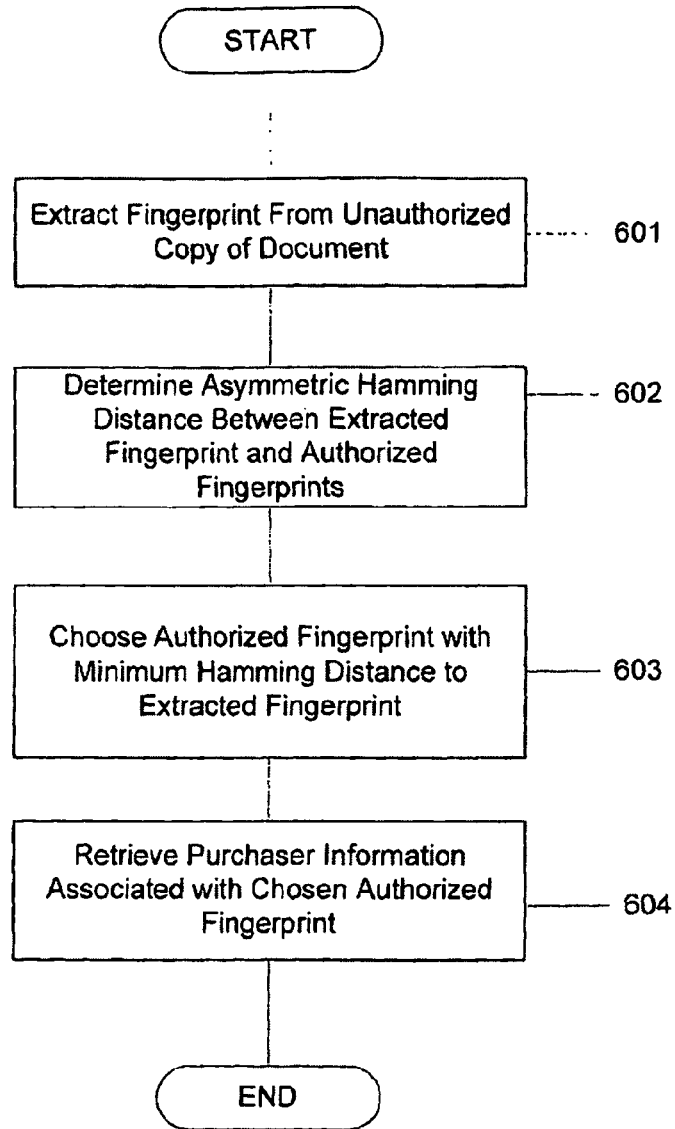 START
Extract Fingerprint From Unauthorized
Copy of Document
601
Determine Asymmetric Hamming
Distance Between Extracted
Fingerprint and Authorized
Fingerprints
602
Choose Authorized Fingerprint with
Minimum Hamming Distance to
Extracted Fingerprint
603
Retrieve Purchaser Information
Associated with Chosen Authorized
Fingerprint
604
END